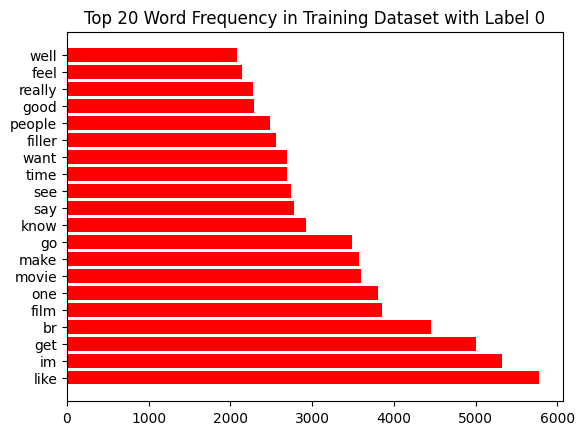 Top 20 Word Frequency in Training Dataset with Label 0
well
feel
really
good
people
filler
want
time
see
say
know
go
make
movie
one
film
br
get
im
like
0 1000 2000 3000 4000 5000 6000